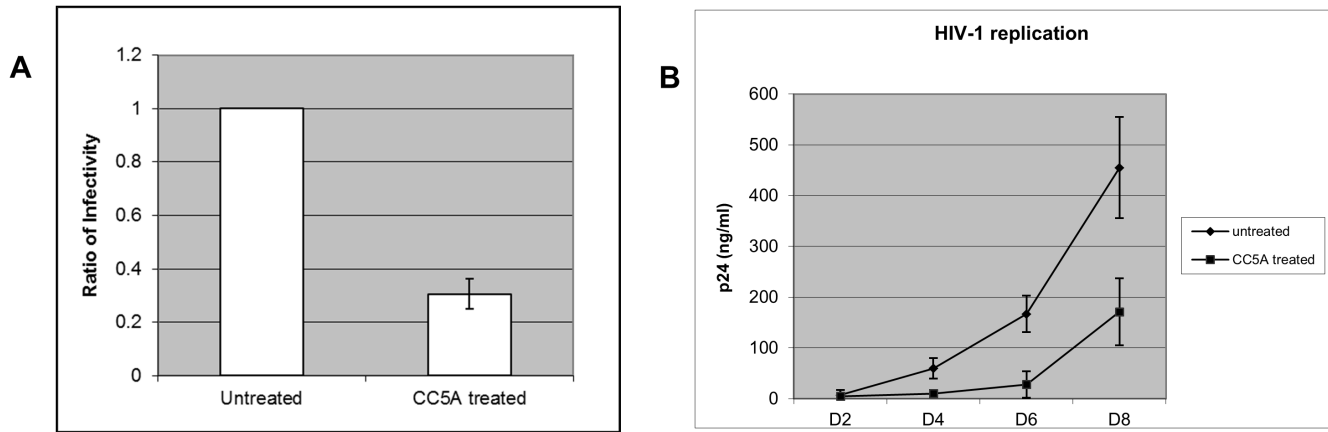 A
1.2
1
0.8
0.6
0.4
0.2
0
Ratio of Infectivity
Untreated
CC5A treated
B
HIV-1 replication
600
500
400
300
200
100
0
p24 (ng/ml)
D2
D4
D6
D8
untreated
CC5A treated